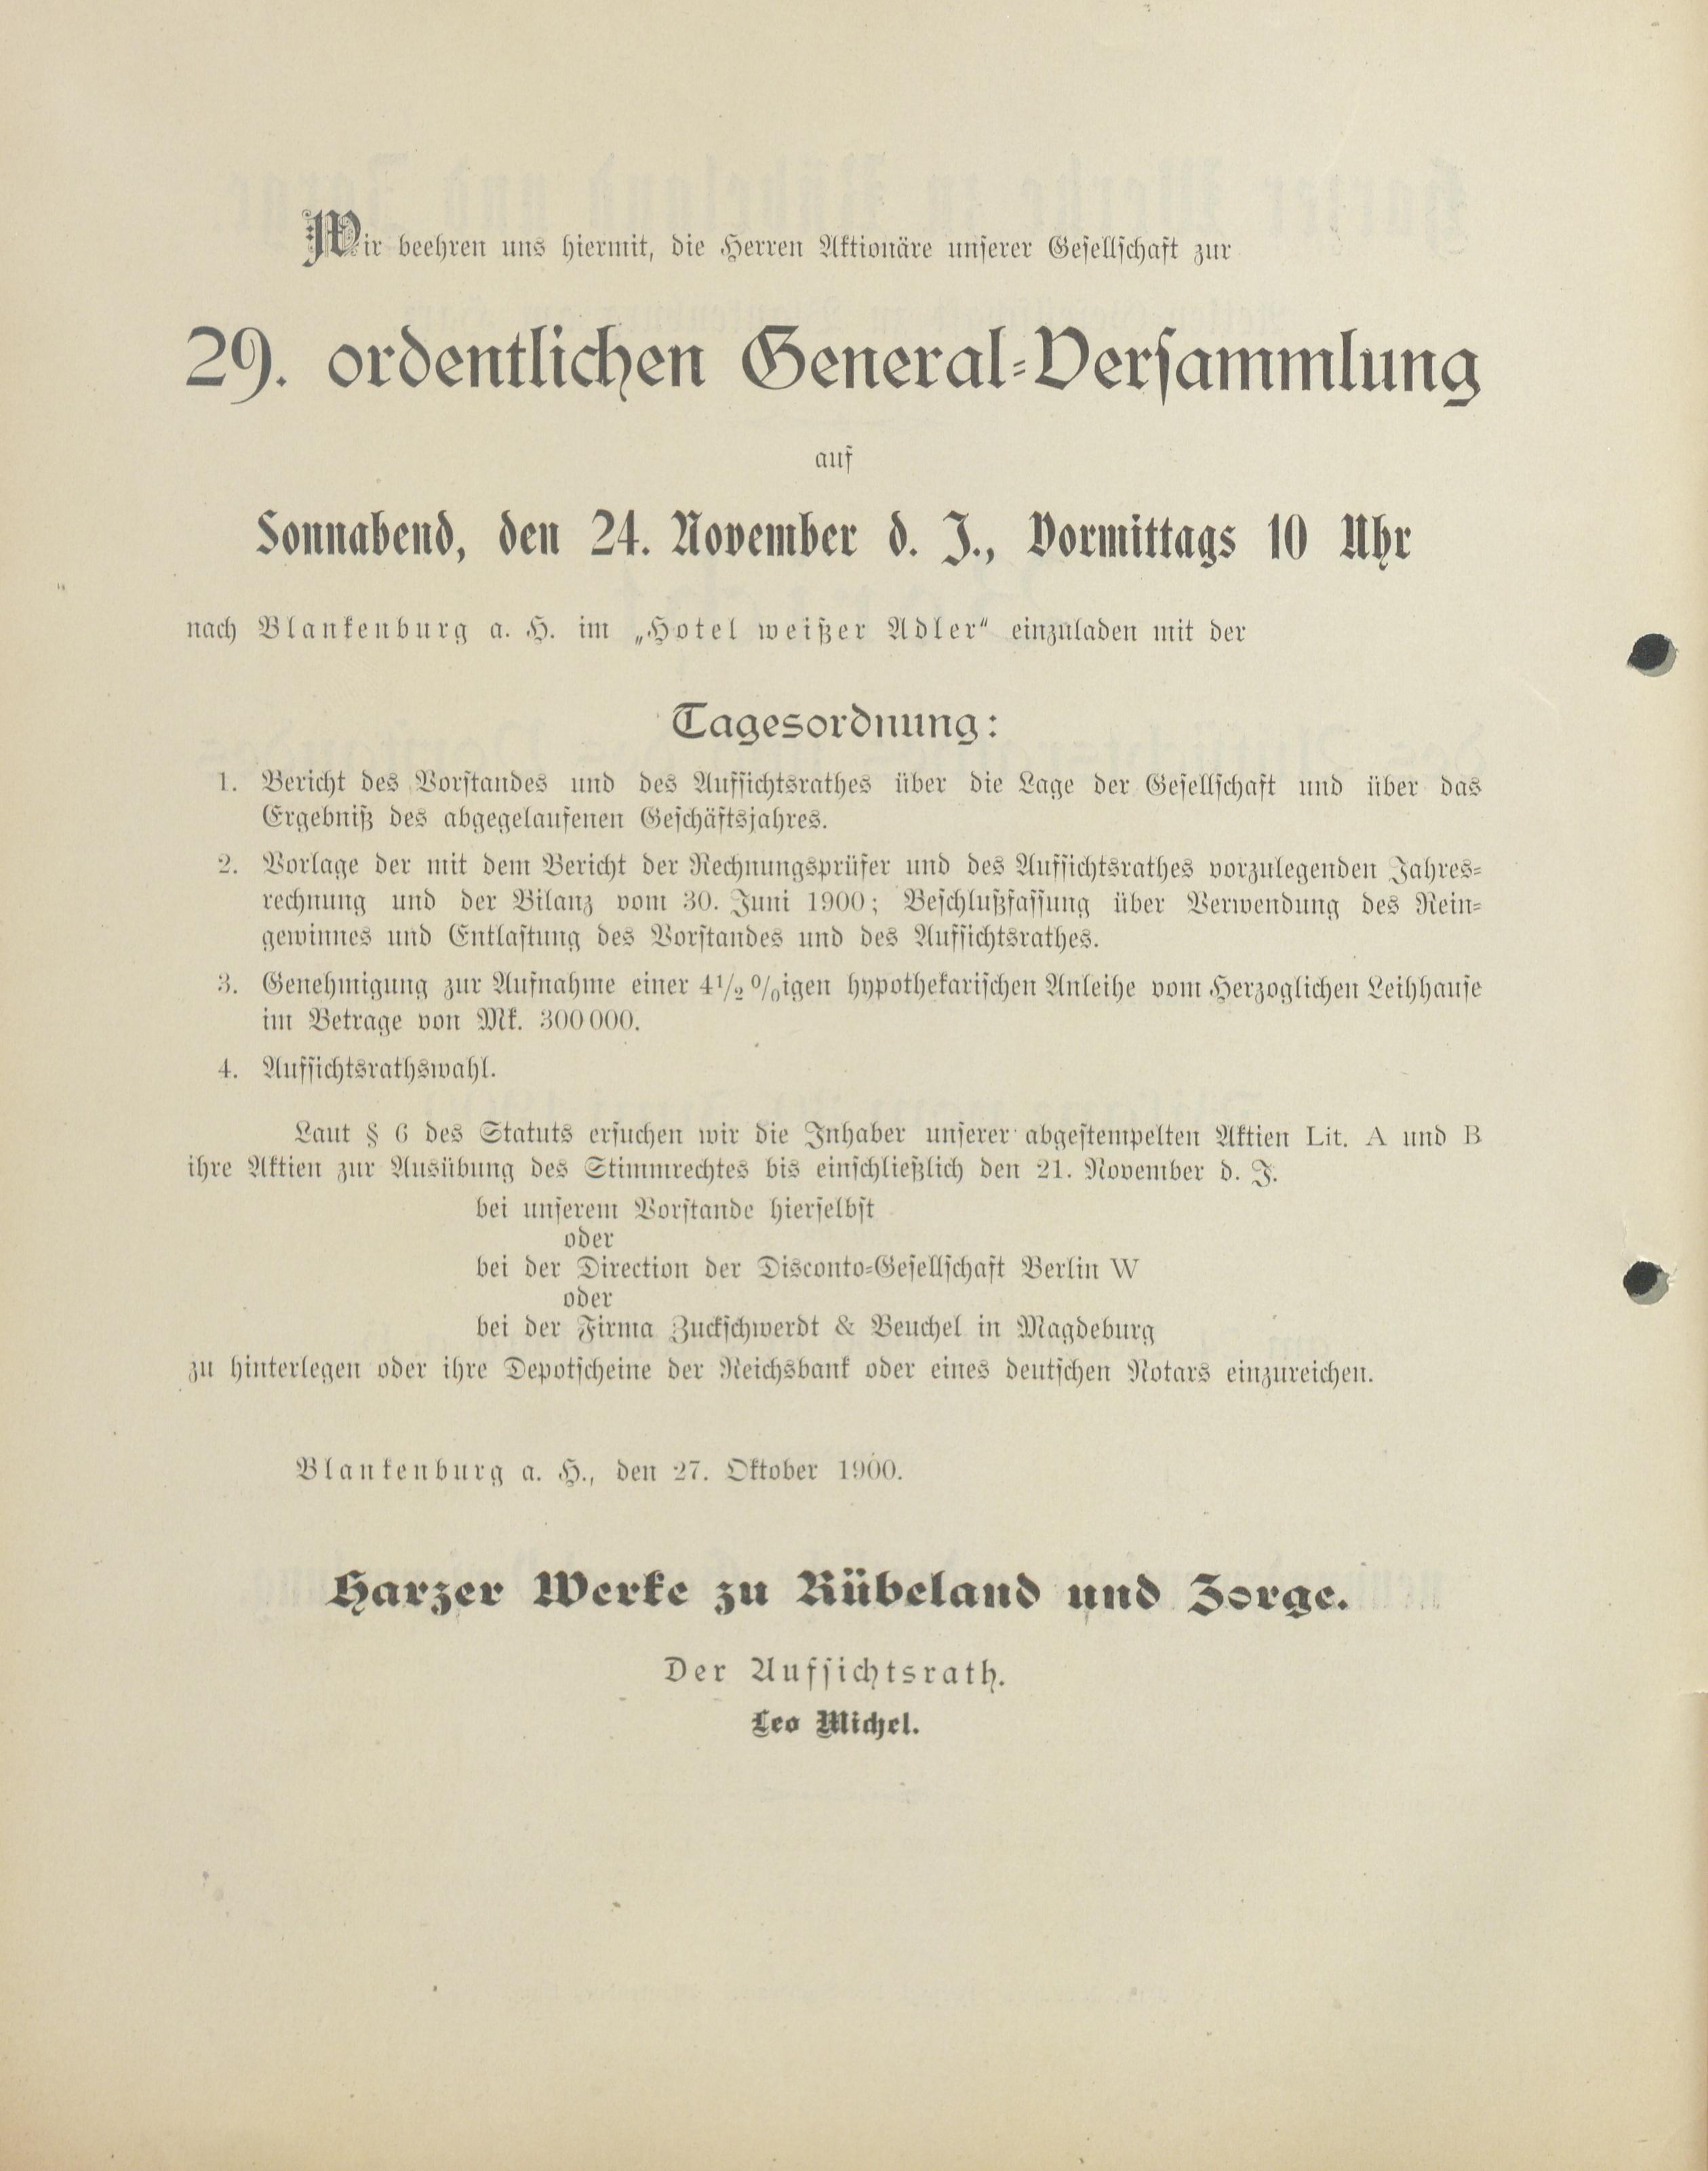 Wir beehren uns hiermit, die Herren Aktionäre unserer Gesellschaft zur
29. ordentlichen General-Versammlung
auf
Sonnabend, den 24. November d. J., Vormittags 10 Uhr
nach Blankenburg a. H. im „Hotel weißer Adler“ einzuladen mit der
Tagesordnung:
1. Bericht des Vorstandes und des Aufsichtsrathes über die Lage der Gesellschaft und über das
Ergebniß des abgegelaufenen Geschäftsjahres.
2. Vorlage der mit dem Bericht der Rechnungsprüfer und des Aufsichtsrathes vorzulegenden Jahres-
rechnung und der Bilanz vom 30. Juni 1900; Beschlußfassung über Verwendung des Rein-
gewinnes und Entlastung des Vorstandes und des Aufsichtsrathes.
3. Genehmigung zur Aufnahme einer 4½ %igen hypothekarischen Anleihe vom Herzoglichen Leihhause
im Betrage von Mk. 300000.
4. Aufsichtsrathswahl.
Laut § 6 des Statuts ersuchen wir die Inhaber unserer abgestempelten Aktien Lit. A und B
ihre Aktien zur Ausübung des Stimmrechtes bis einschließlich den 21. November d. J.
bei unserem Vorstande hierselbst
oder
bei der Direction der Disconto-Gesellschaft Berlin W
oder
bei der Firma Zuckschwerdt & Beuchel in Magdeburg
zu hinterlegen oder ihre Depotscheine der Reichsbank oder eines deutschen Notars einzureichen.
Blankenburg a. H., den 27. Oktober 1900.
Harzer Werke zu Rübeland und Zorge.
Der Aufsichtsrath.
Leo Michel.